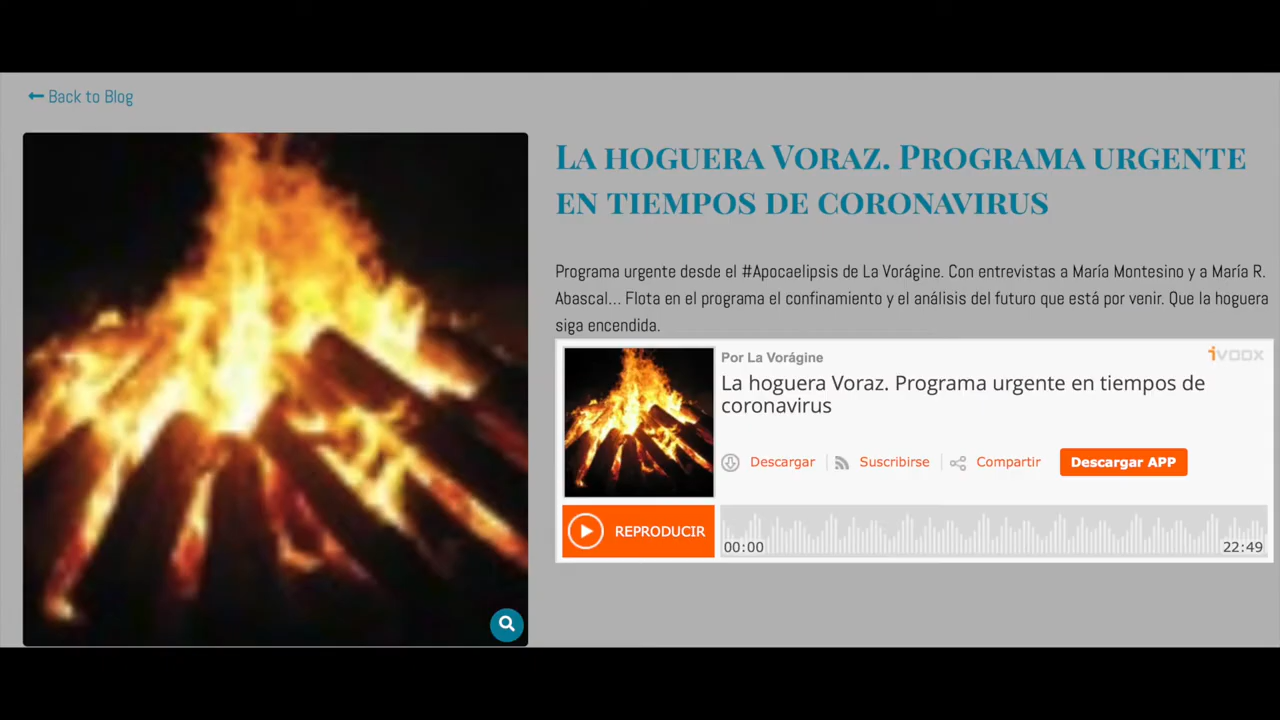 Back to Blog
La hoguera Voraz. Programa urgente
en tiempos de coronavirus
Programa urgente desde el #Apocaelipsis de La Vorágine. Con entrevistas a María Montesino y a María R.
Abascal... Flota en el programa el confinamiento y el análisis del futuro que está por venir. Que la hoguera
siga encendida.
Por La Vorágine
ivoox
La hoguera Voraz. Programa urgente en tiempos de
coronavirus
Descargar
Suscribirse
Compartir
Descargar APP
REPRODUCIR
00:00
22:49